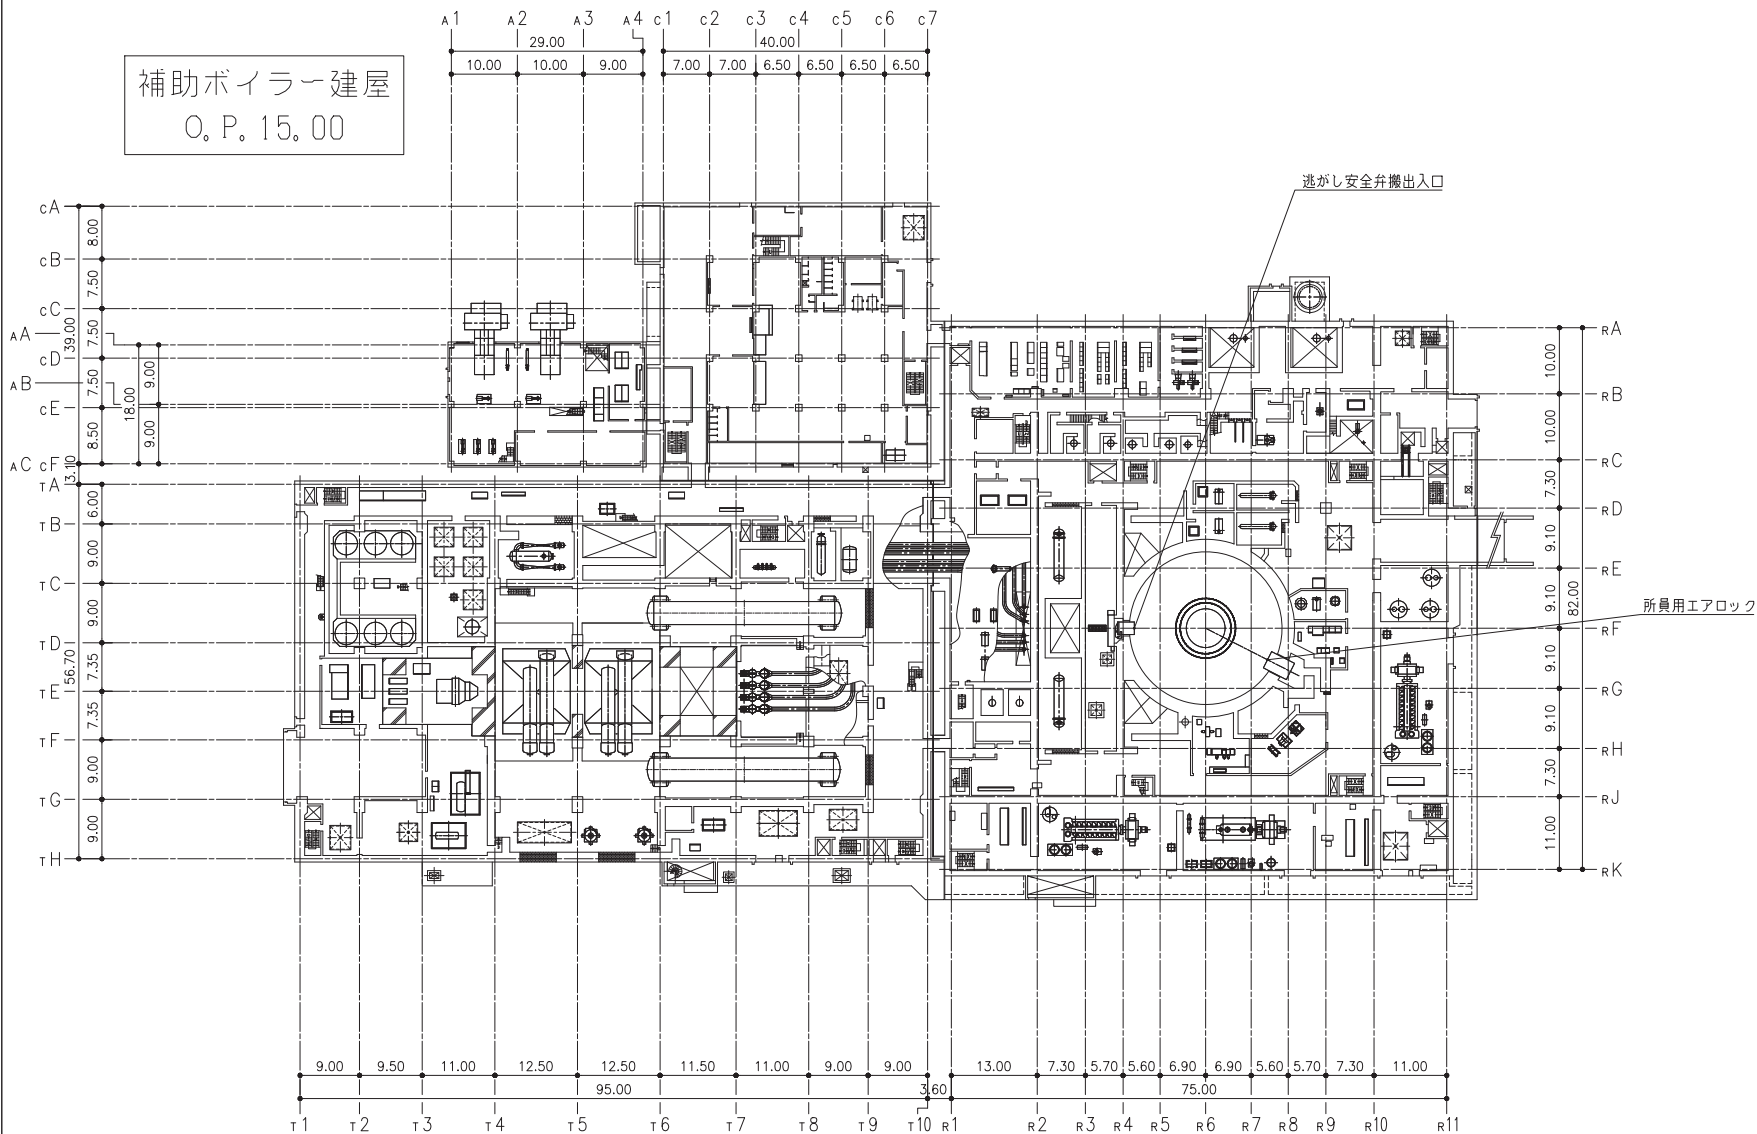 A1 A2 A3 A4 C1 C2 C3 C4 C5 C6 C7
29.00 40.00
10.00 10.00 9.00 7.00 7.00 6.50 6.50 6.50 6.50
補助ボイラー建屋
O.P.15.00
逃がし安全弁搬出入口
所員用エアロック
CA
8.00
CB
7.50
CC
AA
39.00
7.50
CD
AB
7.50
CE
8.50
AC CF
9.00
18.00
9.00
3.10
TA
6.00
TB
9.00
TC
9.00
TD
56.70
7.35
TE
7.35
TF
9.00
TG
9.00
TH
RA
10.00
RB
10.00
RC
7.30
RD
9.10
RE
9.10
82.00
RF
9.10
RG
9.10
RH
7.30
RJ
11.00
RK
9.00 9.50 11.00 12.50 12.50 11.50 11.00 9.00 9.00 13.00 7.30 5.70 5.60 6.90 6.90 5.60 5.70 7.30 11.00
95.00 3.60 75.00
T1 T2 T3 T4 T5 T6 T7 T8 T9 T10 R1 R2 R3 R4 R5 R6 R7 R8 R9 R10 R11